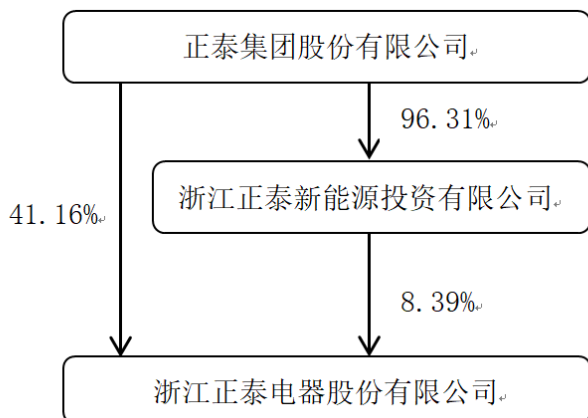 正泰集团股份有限公司
96.31%
浙江正泰新能源投资有限公司
41.16%
8.39%
浙江正泰电器股份有限公司